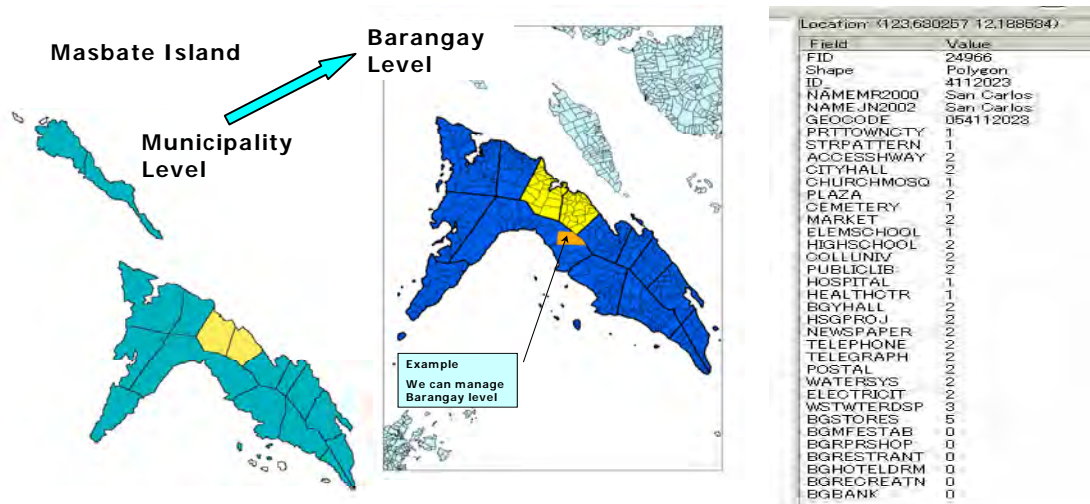 Masbate Island
Barangay
Level
Municipality
Level
Example
We can manage
Barangay level
Location: (123.680257 12.188584)
Field Value
FID 24966
Shape Polygon
ID 4112023
NAMEMR2000 San Carlos
NAMEJN2002 San Carlos
GEOCODE 054112023
PRTTOWNCTY 1
STRPATTERN 1
ACCESSHWAY 2
CITYHALL 2
CHURCHMOSQ 1
PLAZA 2
CEMETERY 1
MARKET 2
ELEMSCHOOL 1
HIGHSCHOOL 2
COLLUNIV 2
PUBLICLIB 2
HOSPITAL 1
HEALTHCTR 1
BGYHALL 2
HSGPROJ 2
NEWSPAPER 2
TELEPHONE 2
TELEGRAPH 2
POSTAL 2
WATERSYS 2
ELECTRICIT 2
WSTWTERDSP 3
BGSTORES 5
BGMFESTAB 0
BGRPRSHOP 0
BGRESTRANT 0
BGHOTELDRM 0
BGRECREATN 0
BGBANK 0